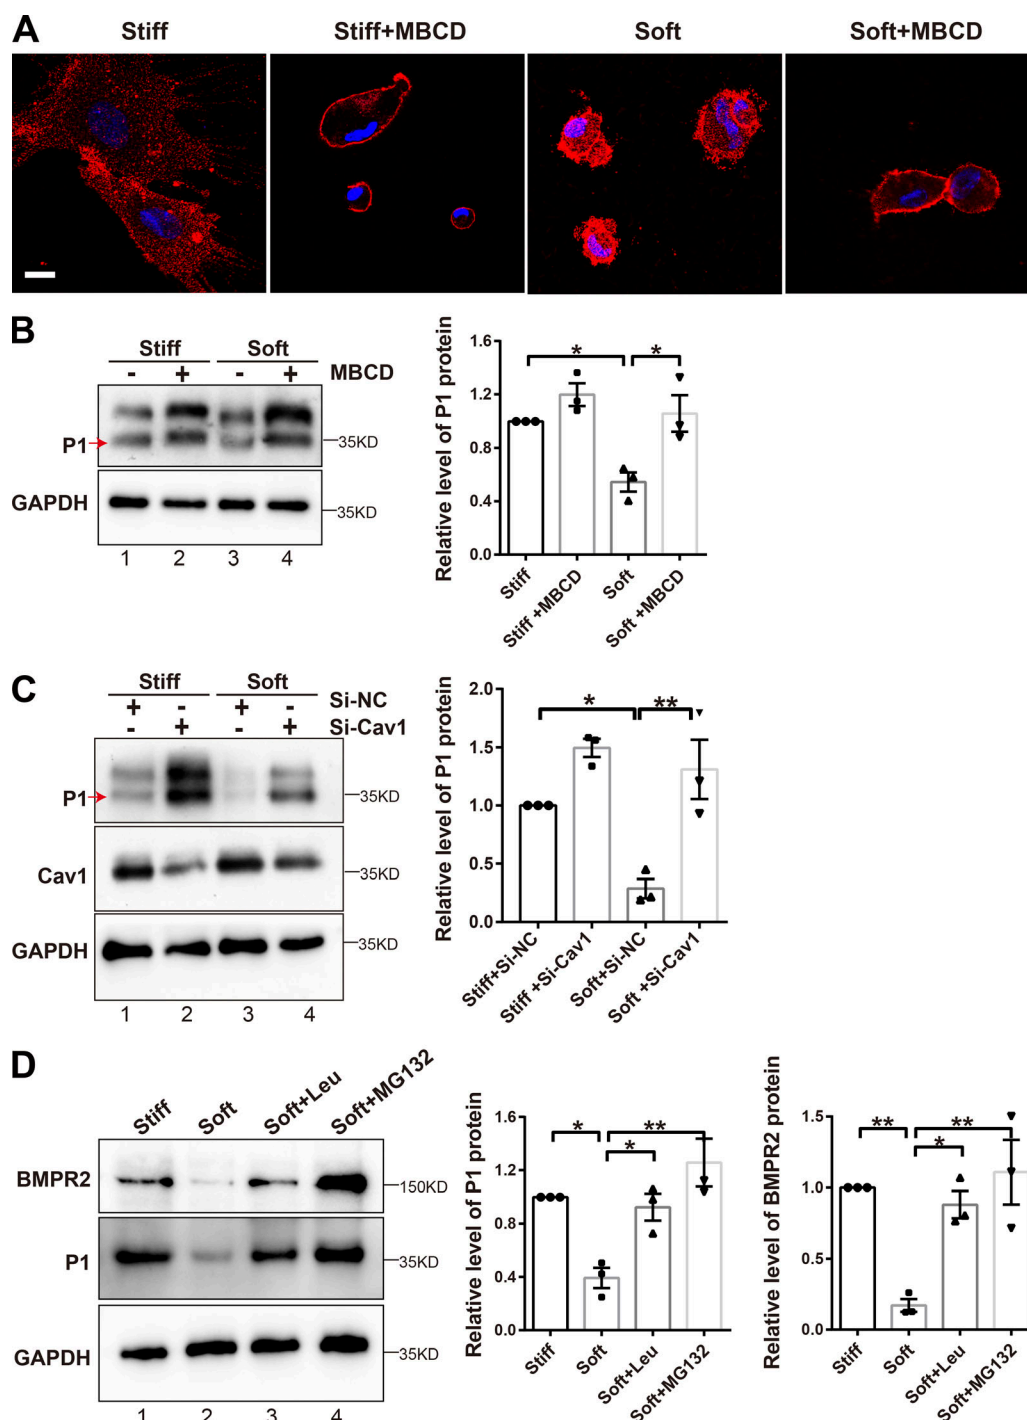 A
Stiff
Stiff+MBCD
Soft
Soft+MBCD
B
Stiff
Soft
- + - + MBCD
P1
35KD
GAPDH
35KD
1 2 3 4
Relative level of P1 protein
1.6
1.2
0.8
0.4
0.0
* *
Stiff
Stiff +MBCD
Soft
Soft +MBCD
C
Stiff
Soft
+ - + - Si-NC
- + - + Si-Cav1
P1
35KD
Cav1
35KD
GAPDH
35KD
1 2 3 4
Relative level of P1 protein
2.0
1.5
1.0
0.5
0.0
* **
Stiff+Si-NC
Stiff +Si-Cav1
Soft+Si-NC
Soft +Si-Cav1
D
Stiff
Soft
Soft+Leu
Soft+MG132
BMPR2
150KD
P1
35KD
GAPDH
35KD
1 2 3 4
Relative level of P1 protein
1.6
1.2
0.8
0.4
0.0
* **
*
Stiff
Soft
Soft+Leu
Soft+MG132
Relative level of BMPR2 protein
1.5
1.0
0.5
0.0
** **
*
Stiff
Soft
Soft+Leu
Soft+MG132